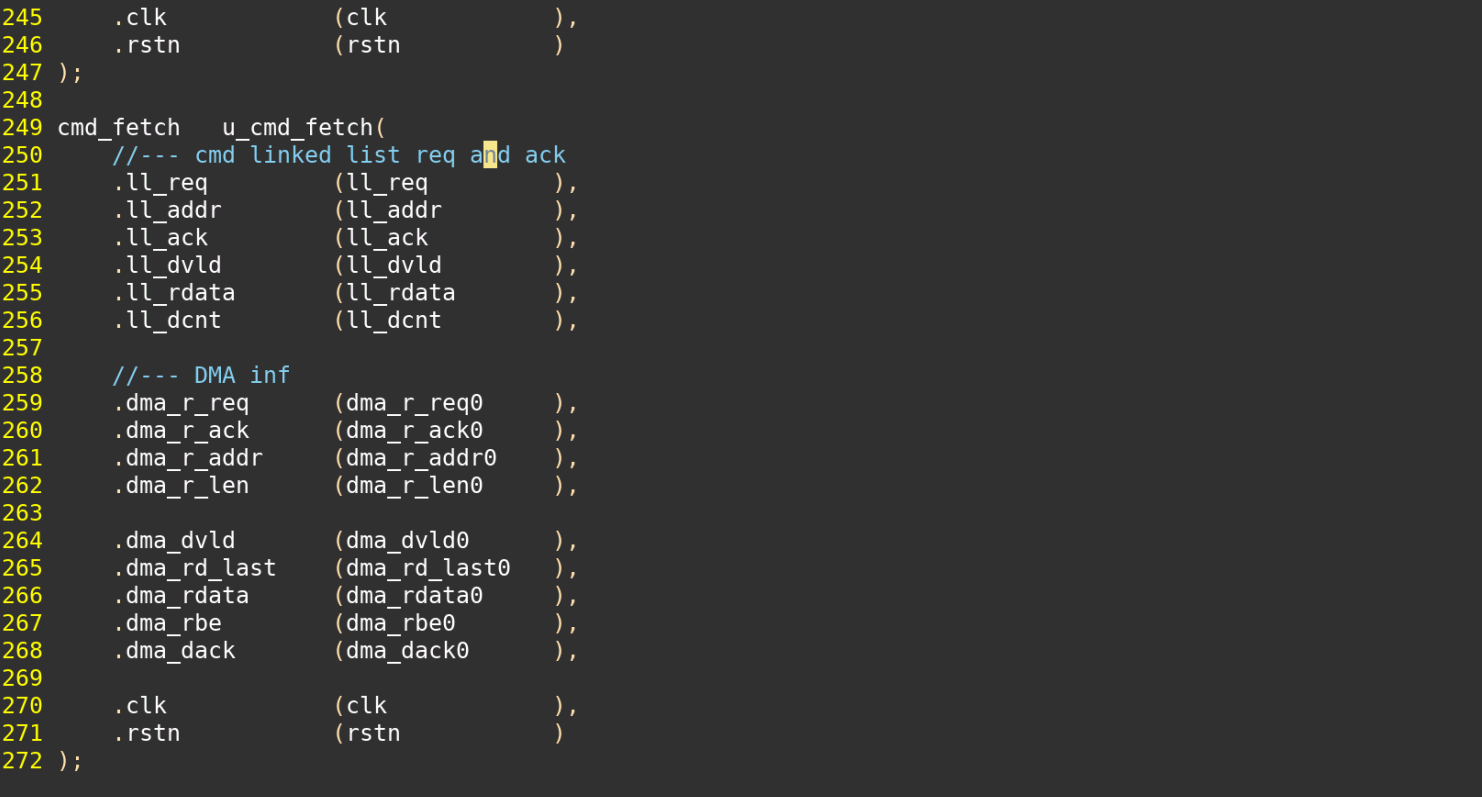 245     .clk            (clk            ),
246     .rstn           (rstn           )
247 );
248
249 cmd_fetch   u_cmd_fetch(
250     //--- cmd linked list req and ack
251     .ll_req         (ll_req         ),
252     .ll_addr        (ll_addr        ),
253     .ll_ack         (ll_ack         ),
254     .ll_dvld        (ll_dvld        ),
255     .ll_rdata       (ll_rdata       ),
256     .ll_dcnt        (ll_dcnt        ),
257
258     //--- DMA inf
259     .dma_r_req      (dma_r_req0     ),
260     .dma_r_ack      (dma_r_ack0     ),
261     .dma_r_addr     (dma_r_addr0    ),
262     .dma_r_len      (dma_r_len0     ),
263
264     .dma_dvld       (dma_dvld0      ),
265     .dma_rd_last    (dma_rd_last0   ),
266     .dma_rdata      (dma_rdata0     ),
267     .dma_rbe        (dma_rbe0       ),
268     .dma_dack       (dma_dack0      ),
269
270     .clk            (clk            ),
271     .rstn           (rstn           )
272 );